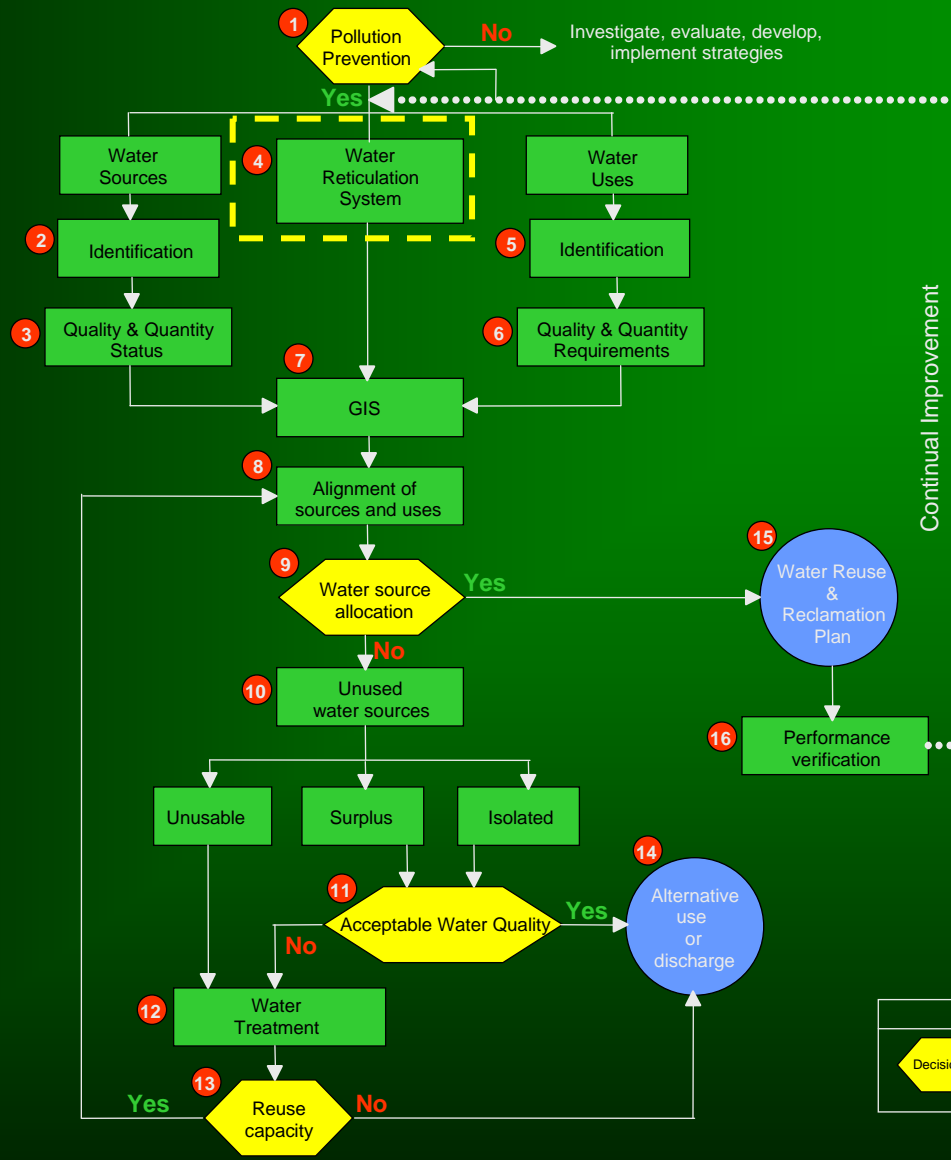 1
Pollution
Prevention
No
Investigate, evaluate, develop,
implement strategies
Yes
Water
Sources
4
Water
Reticulation
System
Water
Uses
2
Identification
5
Identification
3
Quality & Quantity
Status
6
Quality & Quantity
Requirements
7
GIS
8
Alignment of
sources and uses
9
Water source
allocation
Yes
No
10
Unused
water sources
Continual Improvement
15
Water Reuse
&
Reclamation
Plan
16
Performance
verification
Unusable
Surplus
Isolated
11
Acceptable Water Quality
Yes
No
14
Alternative
use
or
discharge
12
Water
Treatment
13
Reuse
capacity
Yes
No